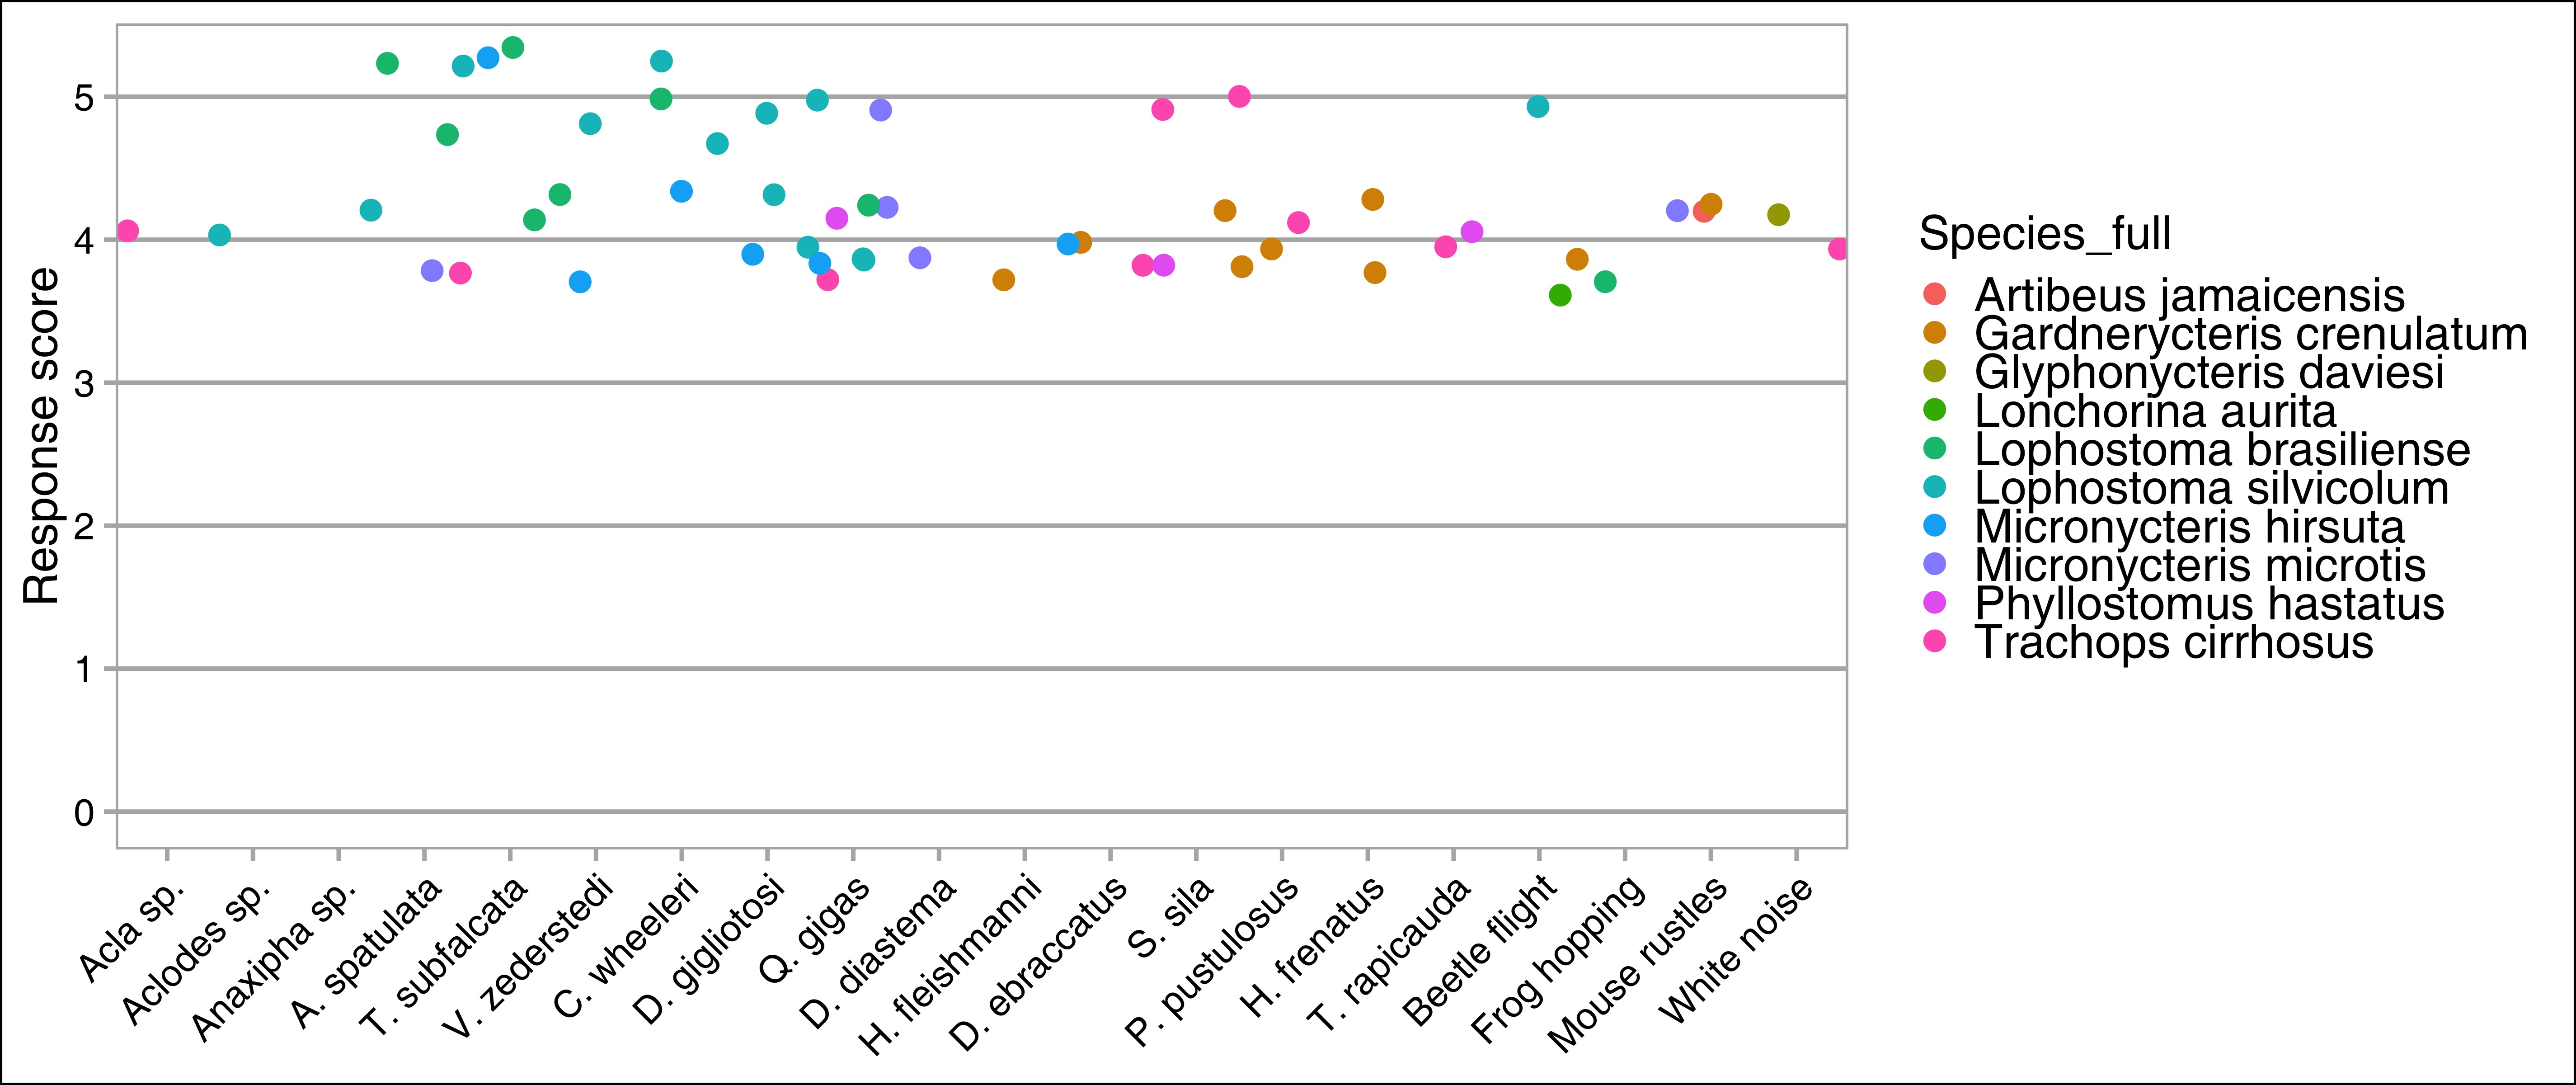 Response score
5
4
3
2
1
0
Acla sp.
Aclodes sp.
Anaxipha sp.
A. spatulata
T. subfalcata
V. zederstedi
C. wheeleri
D. gigliotosi
Q. gigas
D. diastema
H. fleishmanni
D. ebraccatus
S. sila
P. pustulosus
H. frenatus
T. rapicauda
Beetle flight
Frog hopping
Mouse rustles
White noise
Species_full
Artibeus jamaicensis
Gardnerycteris crenulatum
Glyphonycteris daviesi
Lonchorina aurita
Lophostoma brasiliense
Lophostoma silvicolum
Micronycteris hirsuta
Micronycteris microtis
Phyllostomus hastatus
Trachops cirrhosus